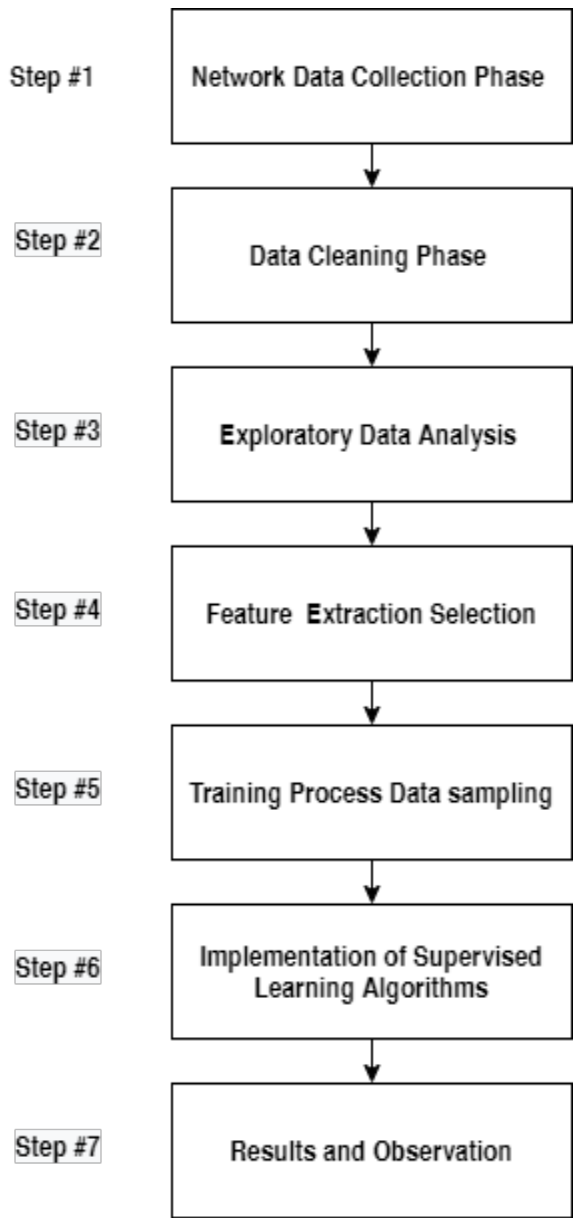 Step #1
Network Data Collection Phase
Step #2
Data Cleaning Phase
Step #3
Exploratory Data Analysis
Step #4
Feature Extraction Selection
Step #5
Training Process Data sampling
Step #6
Implementation of Supervised
Learning Algorithms
Step #7
Results and Observation